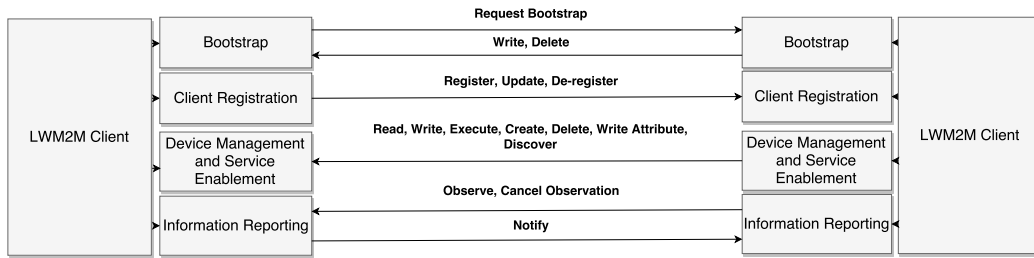 Request Bootstrap
Bootstrap
Write, Delete
Bootstrap
Client Registration
Register, Update, De-register
Client Registration
LWM2M Client
Device Management
and Service
Enablement
Read, Write, Execute, Create, Delete, Write Attribute,
Discover
Device Management
and Service
Enablement
LWM2M Client
Information Reporting
Observe, Cancel Observation
Notify
Information Reporting